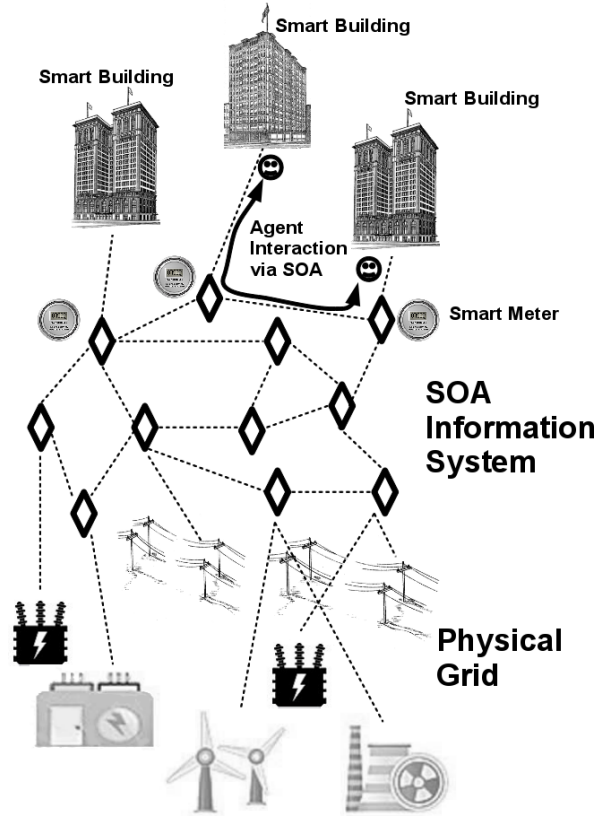 Smart Building
Smart Building
Smart Building
Agent
Interaction
via SOA
Smart Meter
SOA
Information
System
Physical
Grid